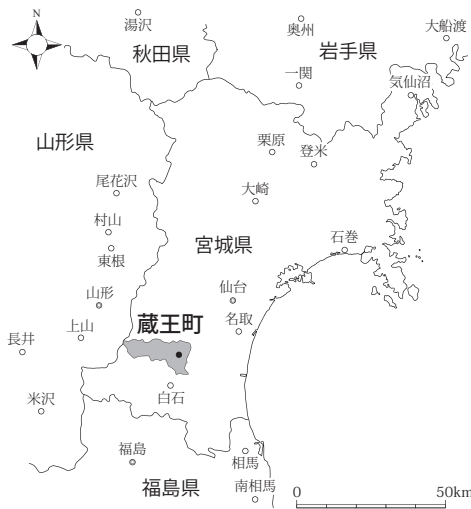 N
湯沢
奥州
大船渡
秋田県
岩手県
一関
気仙沼
山形県
栗原
登米
尾花沢
大崎
村山
石巻
宮城県
東根
仙台
山形
蔵王町
名取
上山
長井
白石
米沢
福島
相馬
福島県
南相馬
0
50km